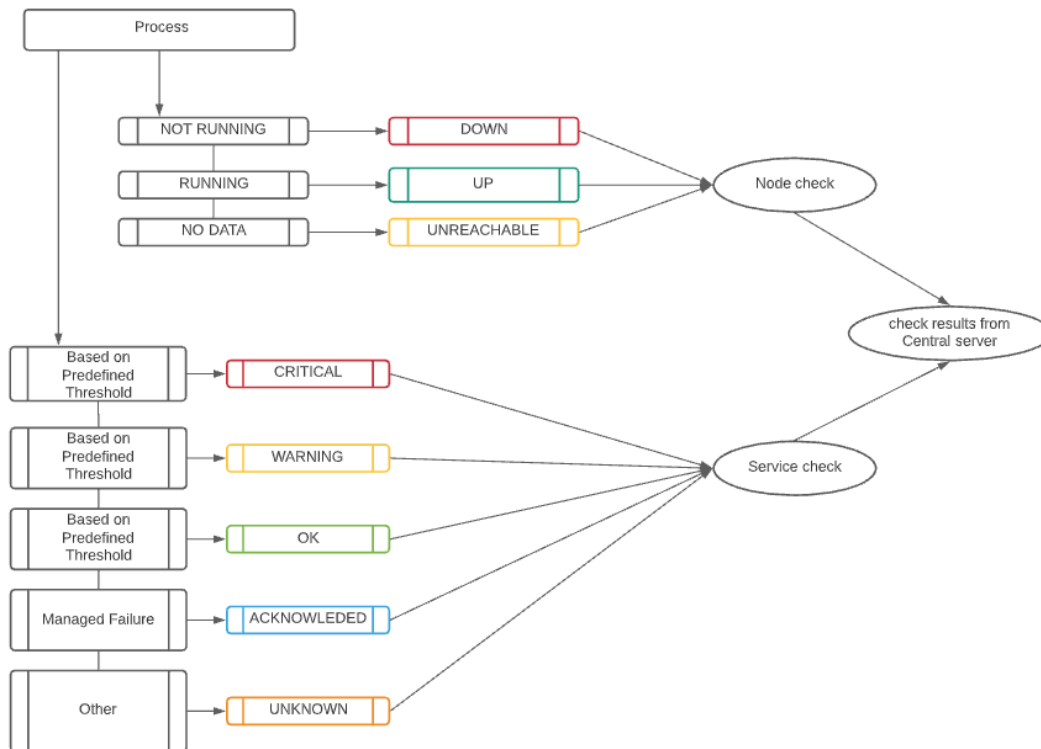 Process
NOT RUNNING
DOWN
RUNNING
UP
Node check
NO DATA
UNREACHABLE
check results from
Central server
Based on
Predefined
Threshold
CRITICAL
Based on
Predefined
Threshold
WARNING
Service check
Based on
Predefined
Threshold
OK
Managed Failure
ACKNOWLEDED
Other
UNKNOWN